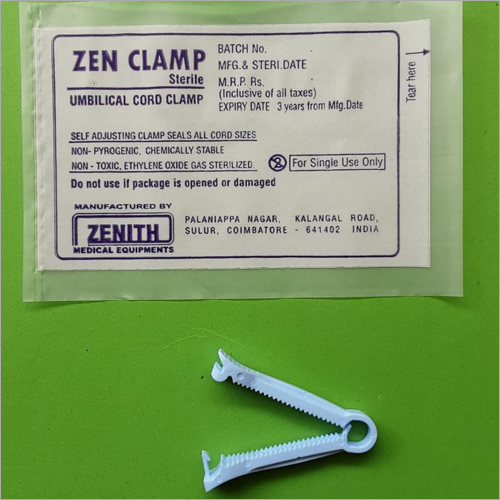 ZEN CLAMP
Sterile
UMBILICAL CORD CLAMP
BATCH No.
MFG.& STERI.DATE
M.R.P. Rs.
(Inclusive of all taxes)
EXPIRY DATE 3 years from Mfg.Date
Tear here
SELF ADJUSTING CLAMP SEALS ALL CORD SIZES
NON- PYROGENIC, CHEMICALLY STABLE
NON - TOXIC, ETHYLENE OXIDE GAS STERILIZED.
2 For Single Use Only
Do not use if package is opened or damaged
MANUFACTURED BY
ZENITH
MEDICAL EQUIPMENTS
PALANIAPPA NAGAR, KALANGAL ROAD,
SULUR, COIMBATORE - 641402 INDIA